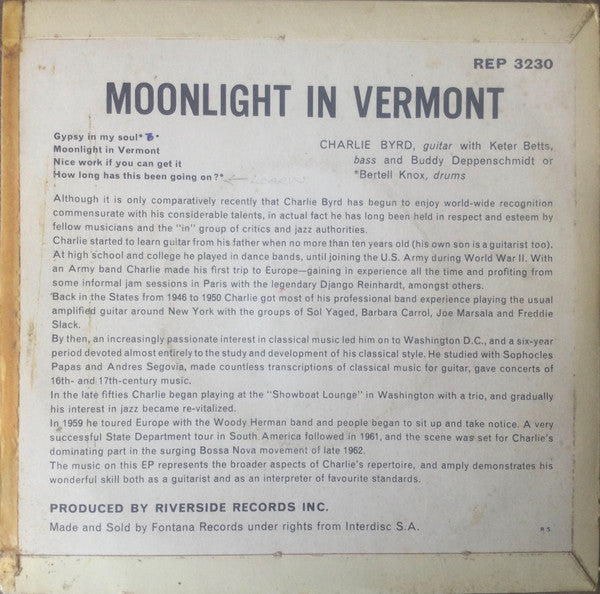 REP 3230
MOONLIGHT IN VERMONT
Gypsy in my soul*
Moonlight in Vermont
Nice work if you can get it
How long has this been going on?*
CHARLIE BYRD, guitar with Keter Betts,
bass and Buddy Deppenschmidt or
*Bertell Knox, drums
Although it is only comparatively recently that Charlie Byrd has begun to enjoy world-wide recognition
commensurate with his considerable talents, in actual fact he has long been held in respect and esteem by
fellow musicians and the "in" group of critics and jazz authorities.
Charlie started to learn guitar from his father when no more than ten years old (his own son is a guitarist too).
At high school and college he played in dance bands, until joining the U.S. Army during World War II. With
an Army band Charlie made his first trip to Europe—gaining in experience all the time and profiting from
some informal jam sessions in Paris with the legendary Django Reinhardt, amongst others.
Back in the States from 1946 to 1950 Charlie got most of his professional band experience playing the usual
amplified guitar around New York with the groups of Sol Yaged, Barbara Carrol, Joe Marsala and Freddie
Slack.
By then, an increasingly passionate interest in classical music led him on to Washington D.C., and a six-year
period devoted almost entirely to the study and development of his classical style. He studied with Sophocles
Papas and Andres Segovia, made countless transcriptions of classical music for guitar, gave concerts of
16th- and 17th-century music.
In the late fifties Charlie began playing at the "Showboat Lounge" in Washington with a trio, and gradually
his interest in jazz became re-vitalized.
In 1959 he toured Europe with the Woody Herman band and people began to sit up and take notice. A very
successful State Department tour in South America followed in 1961, and the scene was set for Charlie's
dominating part in the surging Bossa Nova movement of late 1962.
The music on this EP represents the broader aspects of Charlie's repertoire, and amply demonstrates his
wonderful skill both as a guitarist and as an interpreter of favourite standards.
PRODUCED BY RIVERSIDE RECORDS INC.
Made and Sold by Fontana Records under rights from Interdisc S.A.
R S